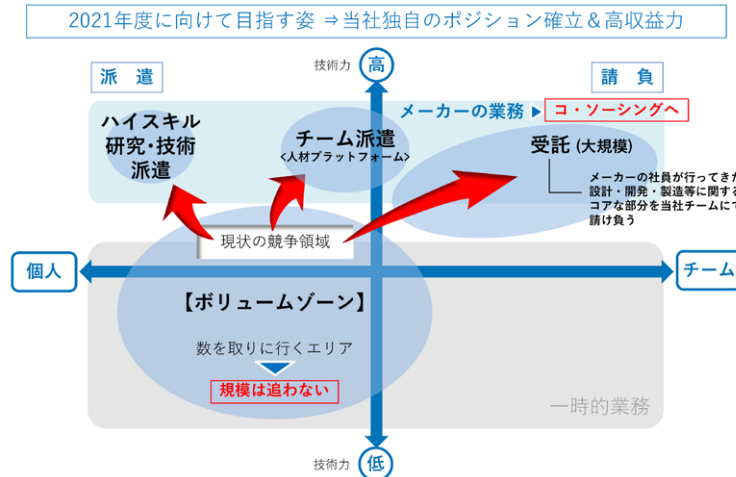 2021年度に向けて目指す姿 ⇒当社独自のポジション確立&高収益力
派 遣
技術力
高
請 負
メーカーの業務
コ・ソーシングへ
ハイスキル
研究・技術
派遣
チーム派遣
<人材プラットフォーム>
受託 (大規模)
メーカーの社員が行ってきた
設計・開発・製造等に関する
コアな部分を当社チームにて
請け負う
現状の競争領域
個人
チーム
【ボリュームゾーン】
数を取りに行くエリア
規模は追わない
一時的業務
技術力
低